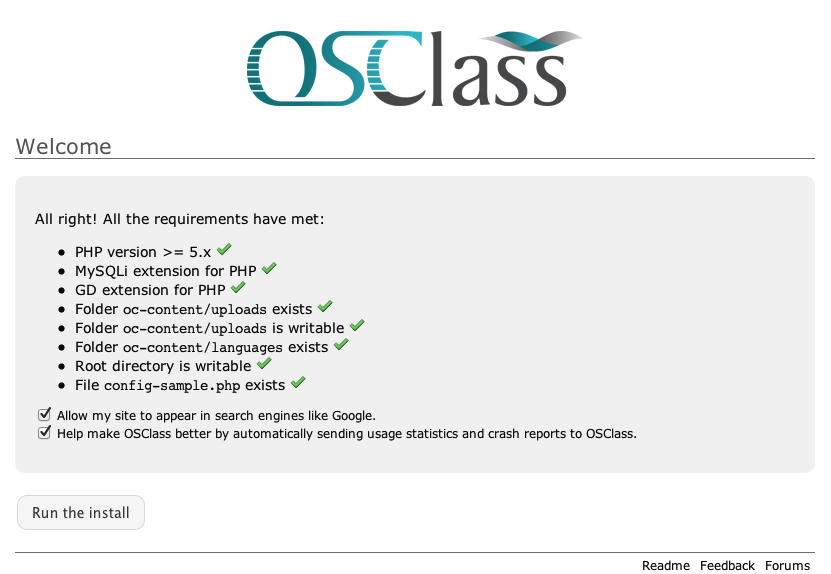 OSClass
Welcome
All right! All the requirements have met:
PHP version >= 5.x
MySQLi extension for PHP
GD extension for PHP
Folder oc-content/uploads exists
Folder oc-content/uploads is writable
Folder oc-content/languages exists
Root directory is writable
File config-sample.php exists
Allow my site to appear in search engines like Google.
Help make OSClass better by automatically sending usage statistics and crash reports to OSClass.
Run the install
Readme Feedback Forums